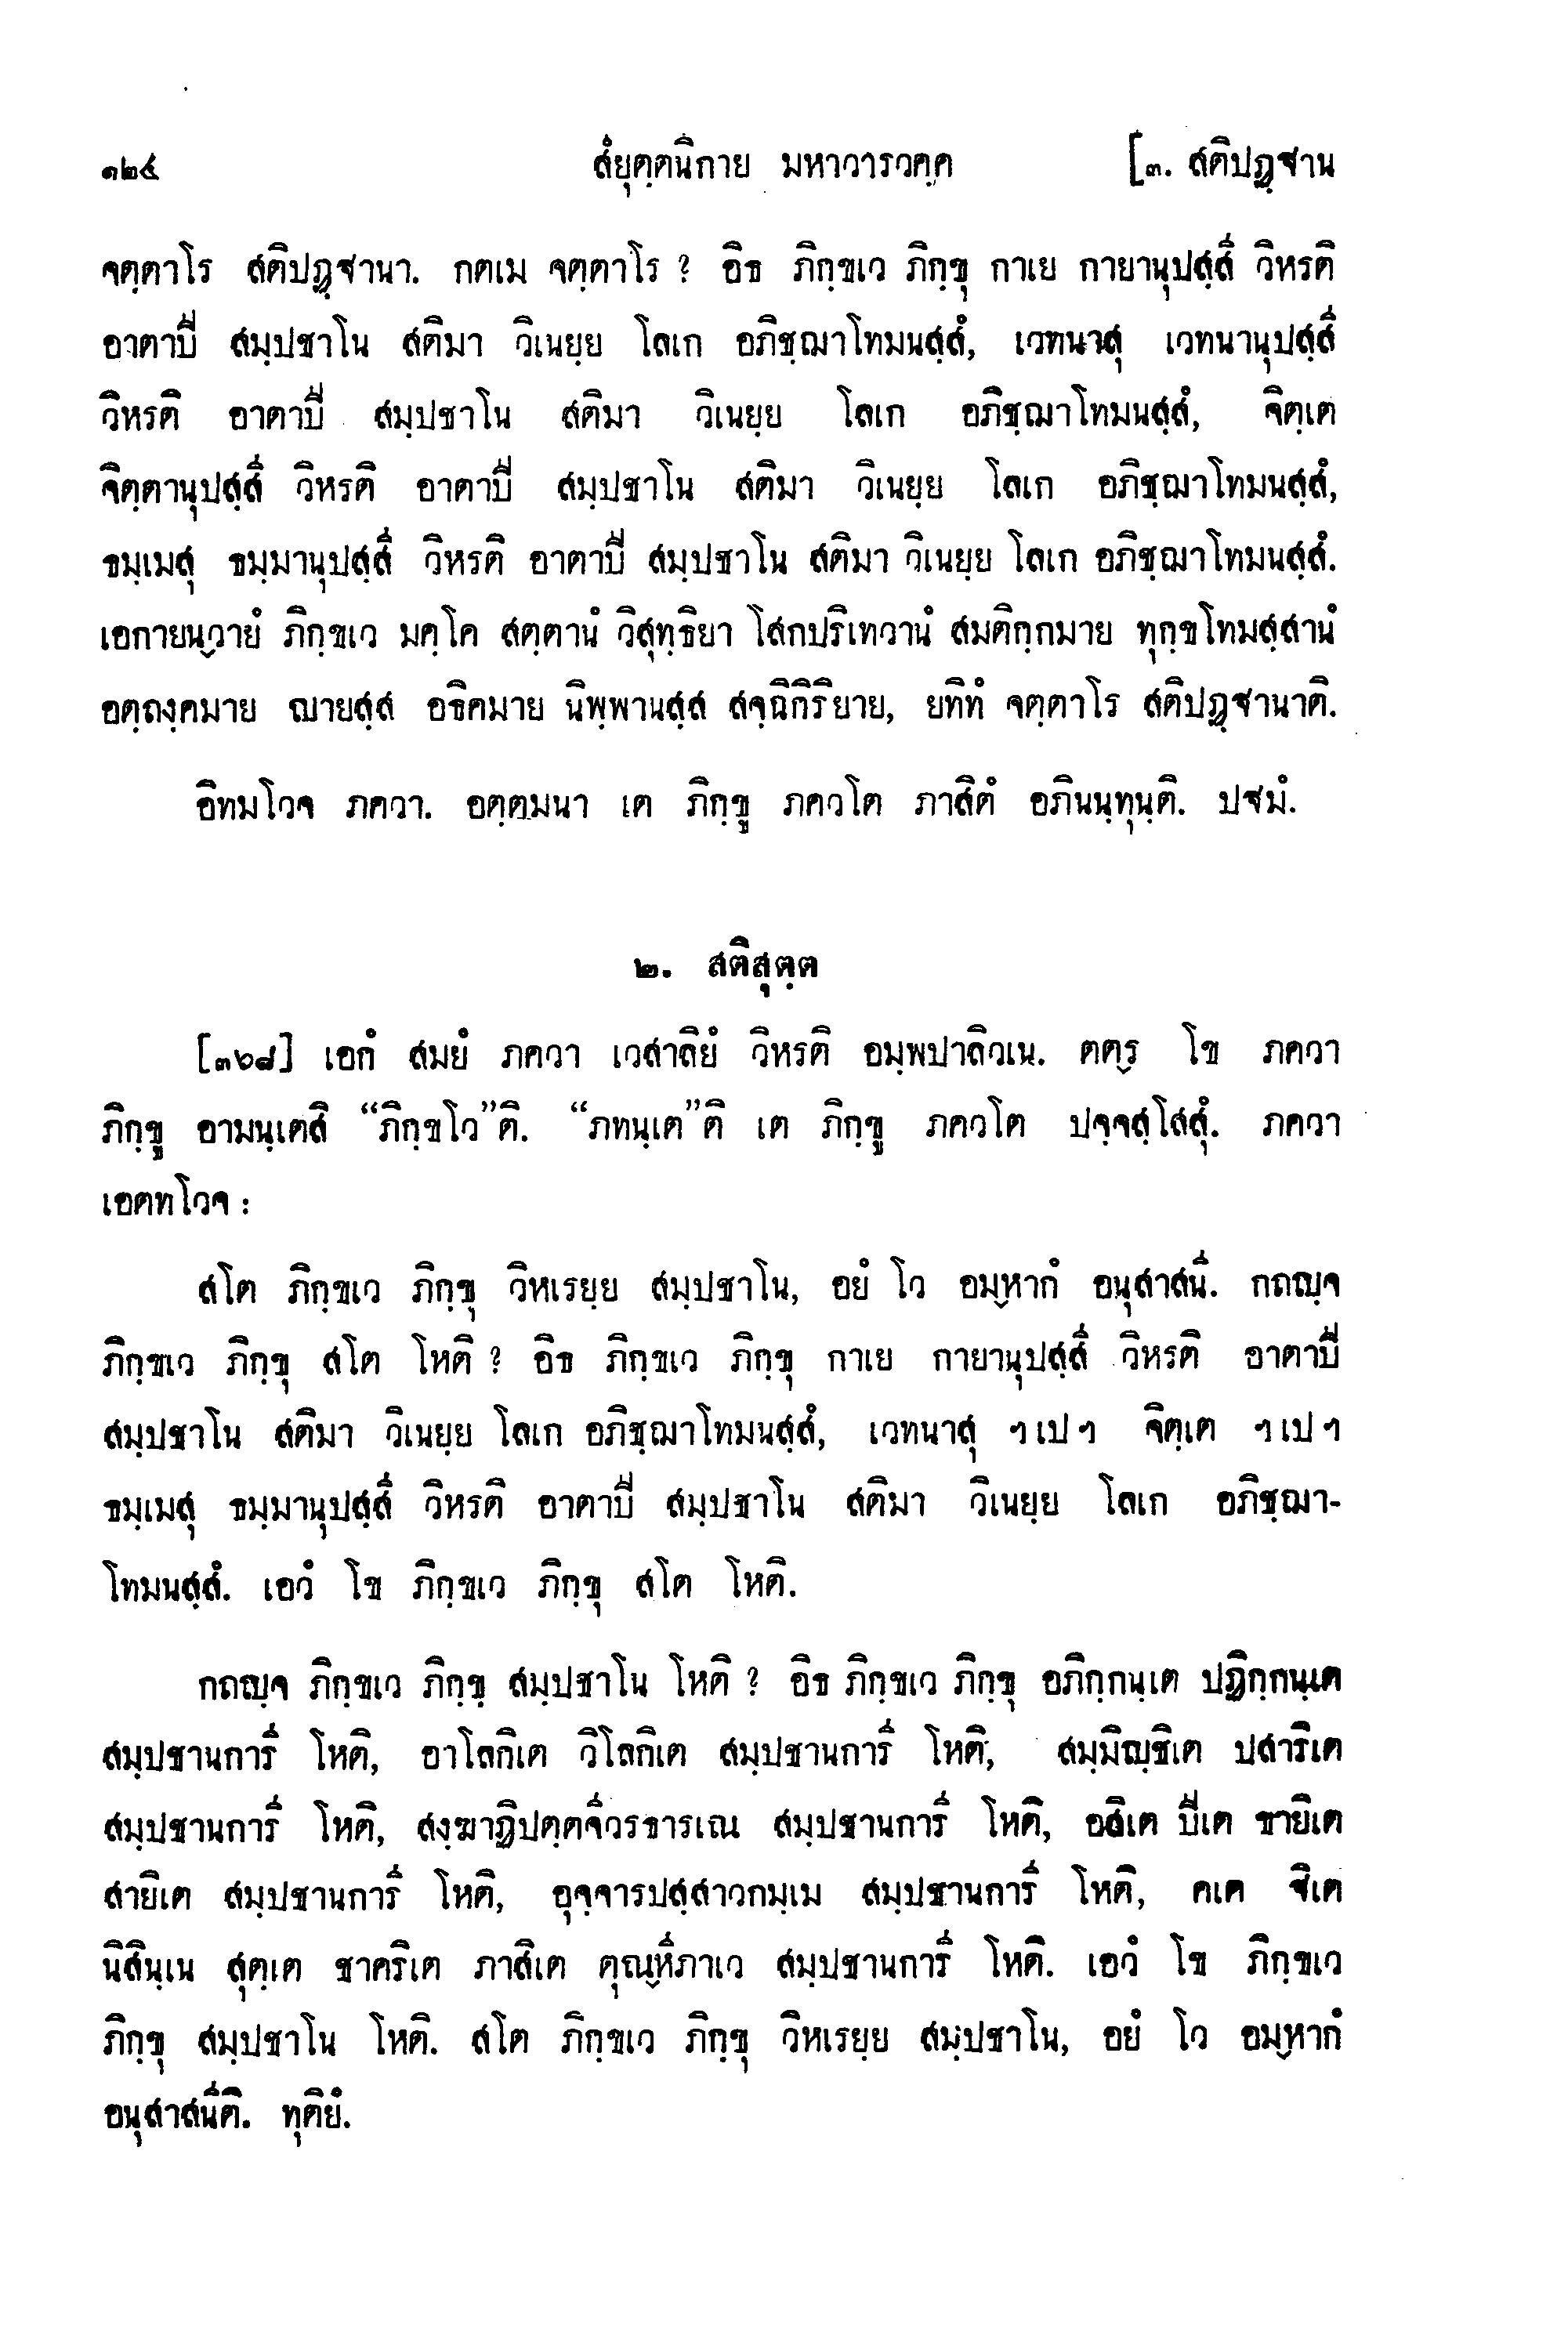 ๑๒๔ สํยุตฺตนิกาย มหาวารวคฺค [๓. สติปฏฺฐาน
จตฺตาโร สติปฏฺฐานา. กตเม จตฺตาโร ? อิธ ภิกฺขเว ภิกฺขุ กาเย กายานุปสฺสี วิหรติ
อาตาปี สมฺปชาโน สติมา วิเนยฺย โลเก อภิชฺฌาโทมนสฺสํ, เวทนาสุ เวทนานุปสฺสี
วิหรติ อาตาปี สมฺปชาโน สติมา วิเนยฺย โลเก อภิชฺฌาโทมนสฺสํ, จิตฺเต
จิตฺตานุปสฺสี วิหรติ อาตาปี สมฺปชาโน สติมา วิเนยฺย โลเก อภิชฺฌาโทมนสฺสํ,
ธมฺเมสุ ธมฺมานุปสฺสี วิหรติ อาตาปี สมฺปชาโน สติมา วิเนยฺย โลเก อภิชฺฌาโทมนสฺสํ.
เอกายนฺวายํ ภิกฺขเว มคฺโค สตฺตานํ วิสุทฺธิยา โสกปริเทวานํ สมติกฺกมาย ทุกฺขโทมสฺสานํ
อตฺถงฺคมาย ญายสฺส อธิคมาย นิพฺพานสฺส สจฺฉิกิริยาย, ยทิทํ จตฺตาโร สติปฏฺฐานาติ.
อิทมโวจ ภควา. อตฺตมนา เต ภิกฺขู ภควโต ภาสิตํ อภินนฺทุนฺติ. ปฐมํ.
๒. สติสุตฺต
[๓๖๘] เอกํ สมยํ ภควา เวสาลิยํ วิหรติ อมฺพปาลิวเน. ตตฺร โข ภควา
ภิกฺขู อามนฺเตสิ “ภิกฺขโว”ติ. “ภทนฺเต”ติ เต ภิกฺขู ภควโต ปจฺจสฺโสสุํ. ภควา
เอตทโวจ :
สโต ภิกฺขเว ภิกฺขุ วิหเรยฺย สมฺปชาโน, อยํ โว อมฺหากํ อนุสาสนี. กถญฺจ
ภิกฺขเว ภิกฺขุ สโต โหติ ? อิธ ภิกฺขเว ภิกฺขุ กาเย กายานุปสฺสี วิหรติ อาตาปี
สมฺปชาโน สติมา วิเนยฺย โลเก อภิชฺฌาโทมนสฺสํ, เวทนาสุ ฯเปฯ จิตฺเต ฯเปฯ
ธมฺเมสุ ธมฺมานุปสฺสี วิหรติ อาตาปี สมฺปชาโน สติมา วิเนยฺย โลเก อภิชฺฌา-
โทมนสฺสํ. เอวํ โข ภิกฺขเว ภิกฺขุ สโต โหติ.
กถญฺจ ภิกฺขเว ภิกฺขุ สมฺปชาโน โหติ ? อิธ ภิกฺขเว ภิกฺขุ อภิกฺกนฺเต ปฏิกฺกนฺเต
สมฺปชานการี โหติ, อาโลกิเต วิโลกิเต สมฺปชานการี โหติ, สมฺมิญฺชิเต ปสาริเต
สมฺปชานการี โหติ, สงฺฆาฏิปตฺตจีวรธารเณ สมฺปชานการี โหติ, อสิเต ปีเต ขายิเต
สายิเต สมฺปชานการี โหติ, อุจฺจารปสฺสาวกมฺเม สมฺปชานการี โหติ, คเต ฐิเต
นิสินฺเน สุตฺเต ชาคริเต ภาสิเต ตุณฺหีภาเว สมฺปชานการี โหติ. เอวํ โข ภิกฺขเว
ภิกฺขุ สมฺปชาโน โหติ. สโต ภิกฺขเว ภิกฺขุ วิหเรยฺย สมฺปชาโน, อยํ โว อมฺหากํ
อนุสาสนีติ. ทุติยํ.